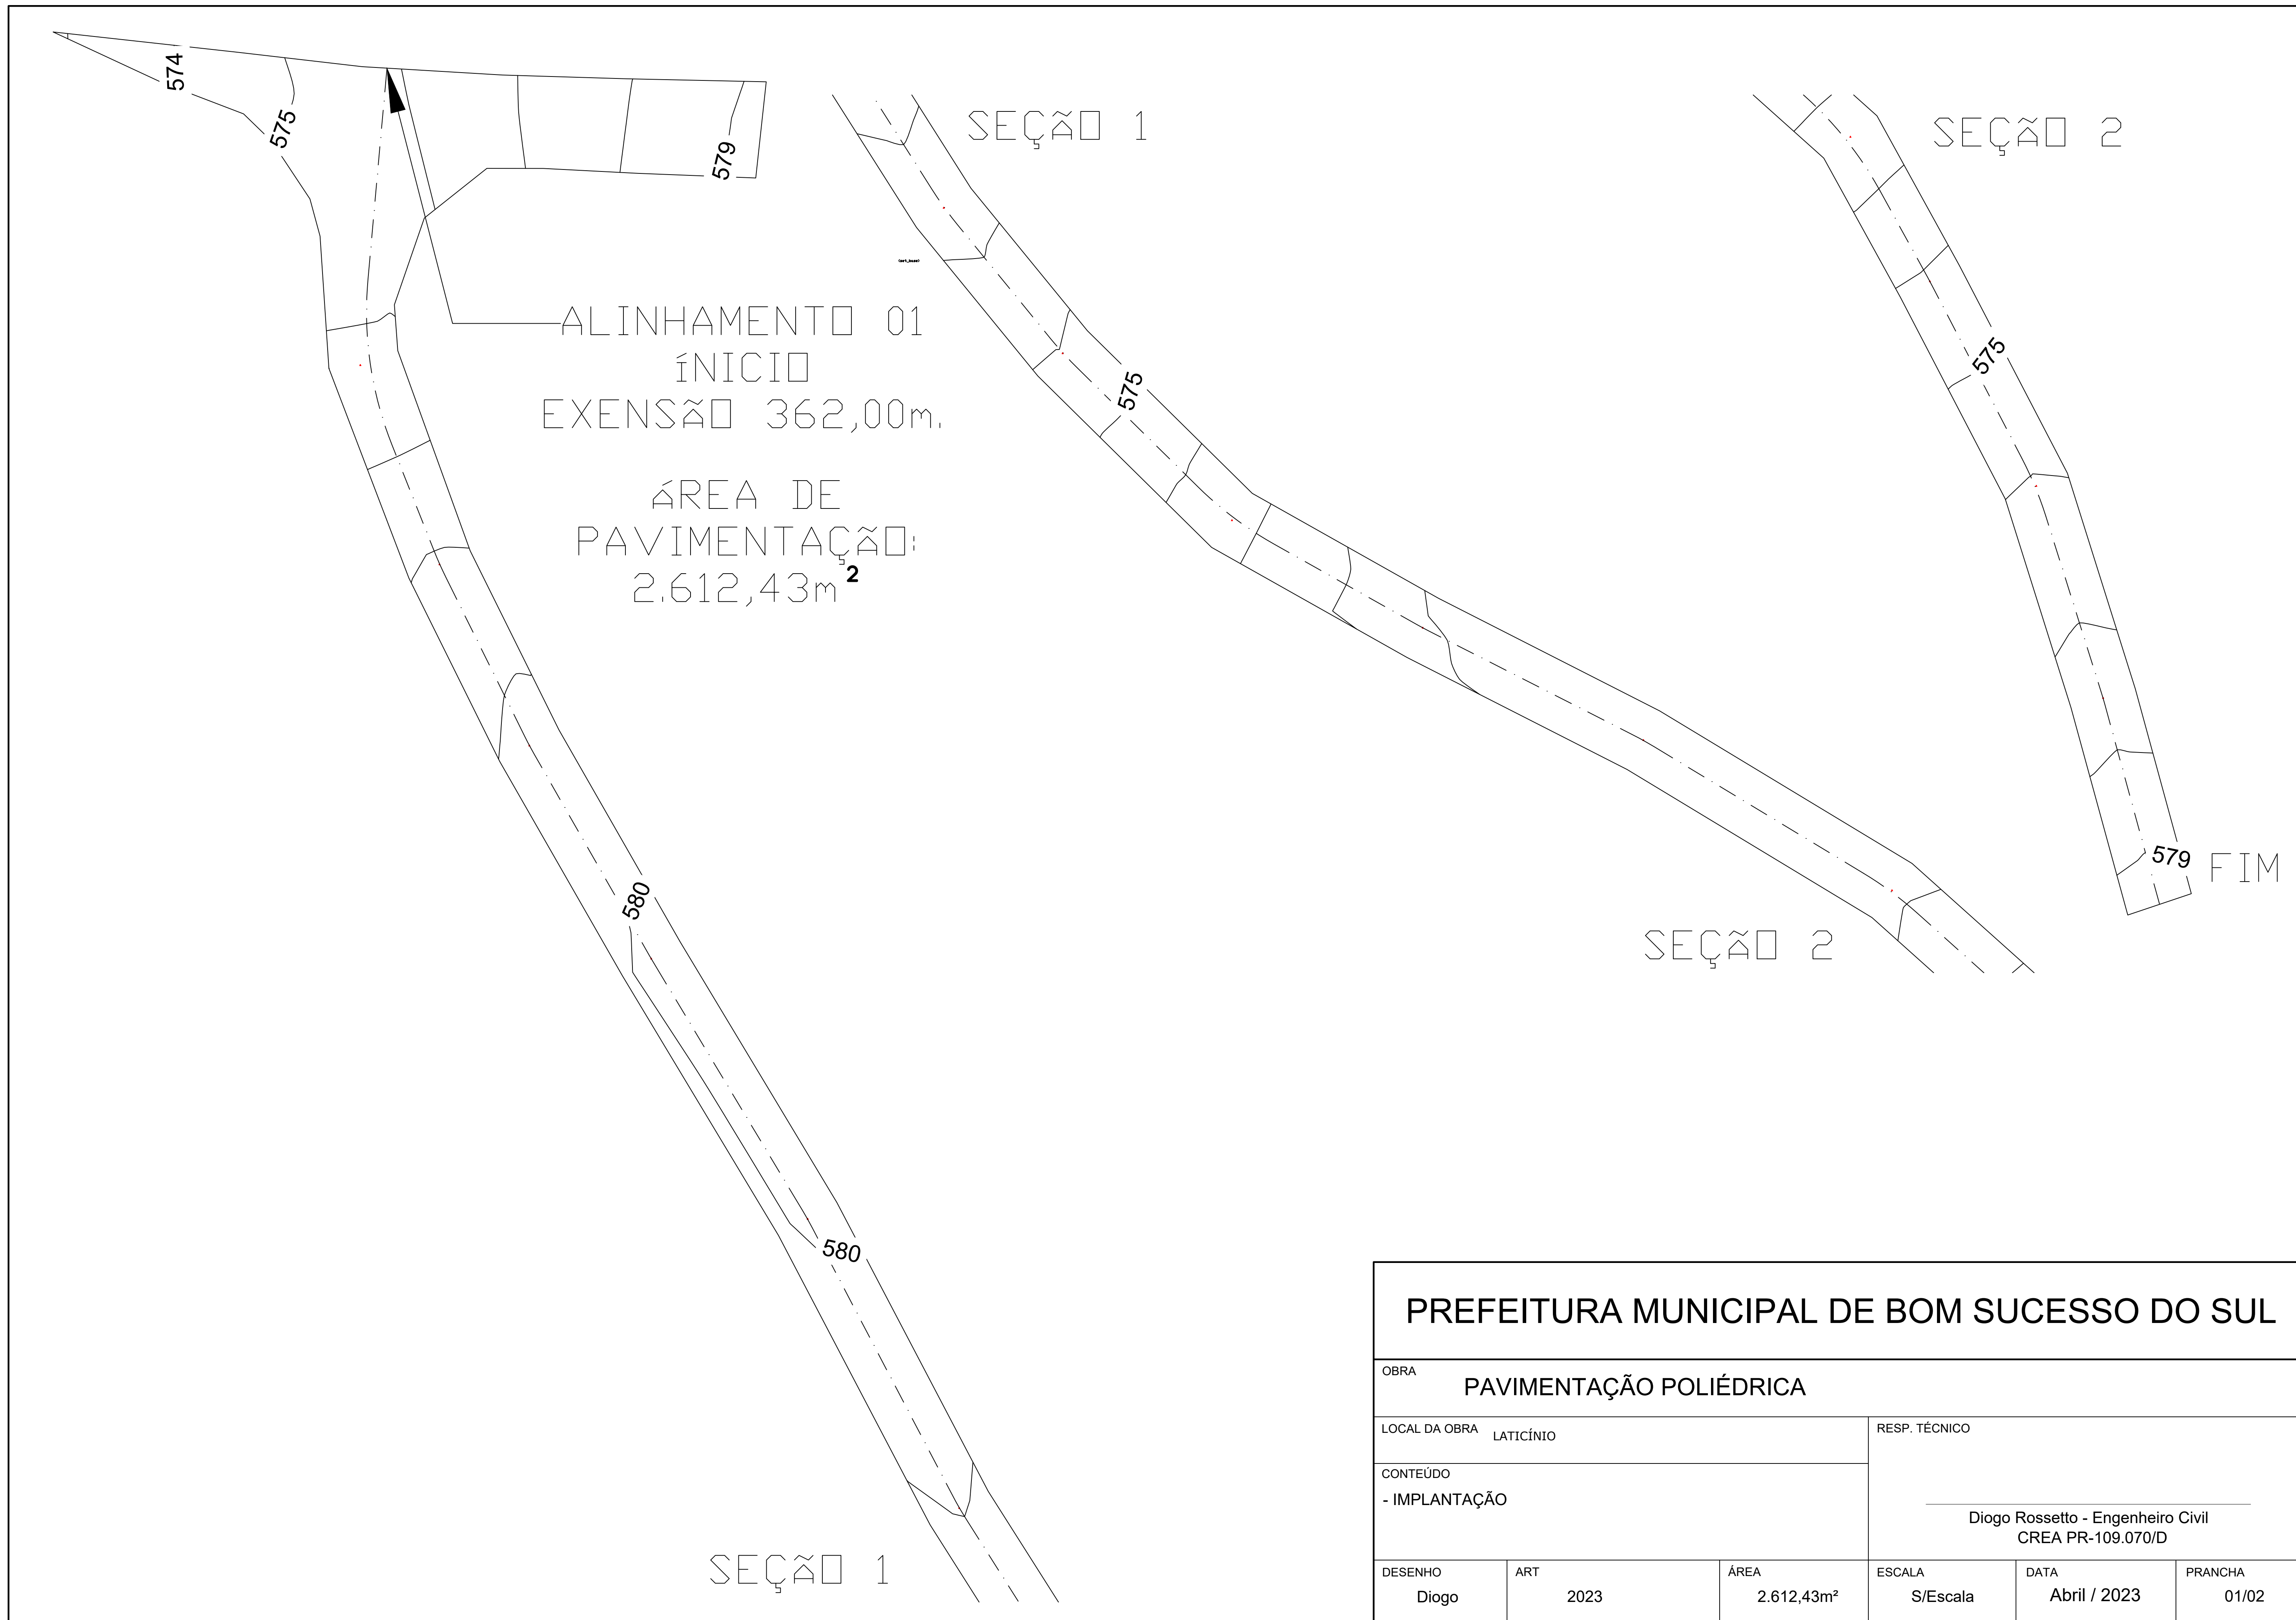 574
575
579
SEÇÃO 1
SEÇÃO 2
ALINHAMENTO 01
íNICIO
EXENSÃO 362,00m.
ÁREA DE
PAVIMENTAÇÃO:
2.612,43m²
575
575
580
579
FIM
SEÇÃO 2
580
SEÇÃO 1
PREFEITURA MUNICIPAL DE BOM SUCESSO DO SUL
OBRA
PAVIMENTAÇÃO POLIÉDRICA
LOCAL DA OBRA LATICÍNIO
RESP. TÉCNICO
CONTEÚDO
- IMPLANTAÇÃO
Diogo Rossetto - Engenheiro Civil
CREA PR-109.070/D
DESENHO
Diogo
ART
2023
ÁREA
2.612,43m²
ESCALA
S/Escala
DATA
Abril / 2023
PRANCHA
01/02